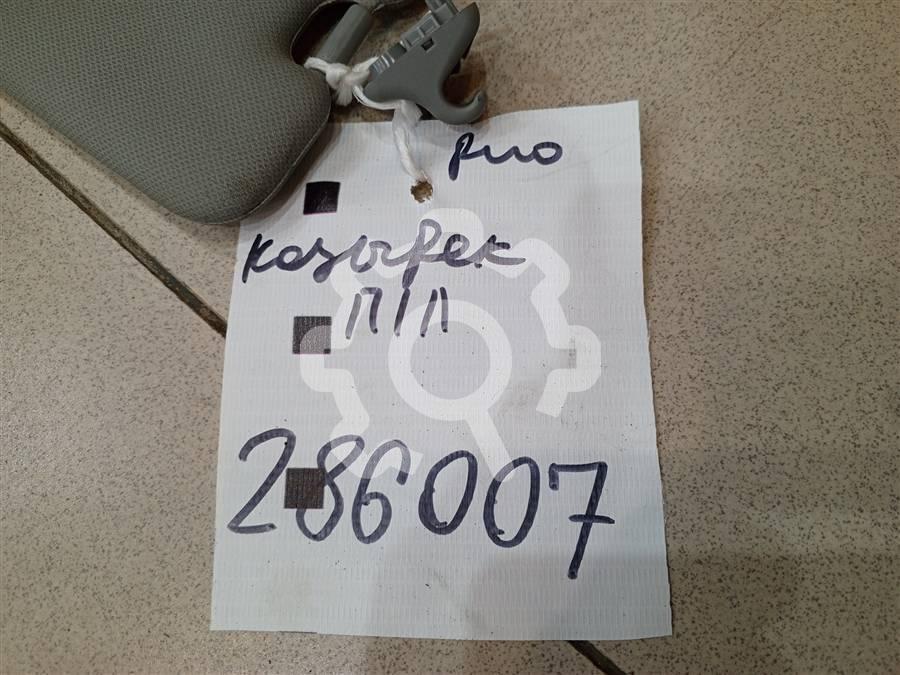 Рио
Козырек
П/Л
286007